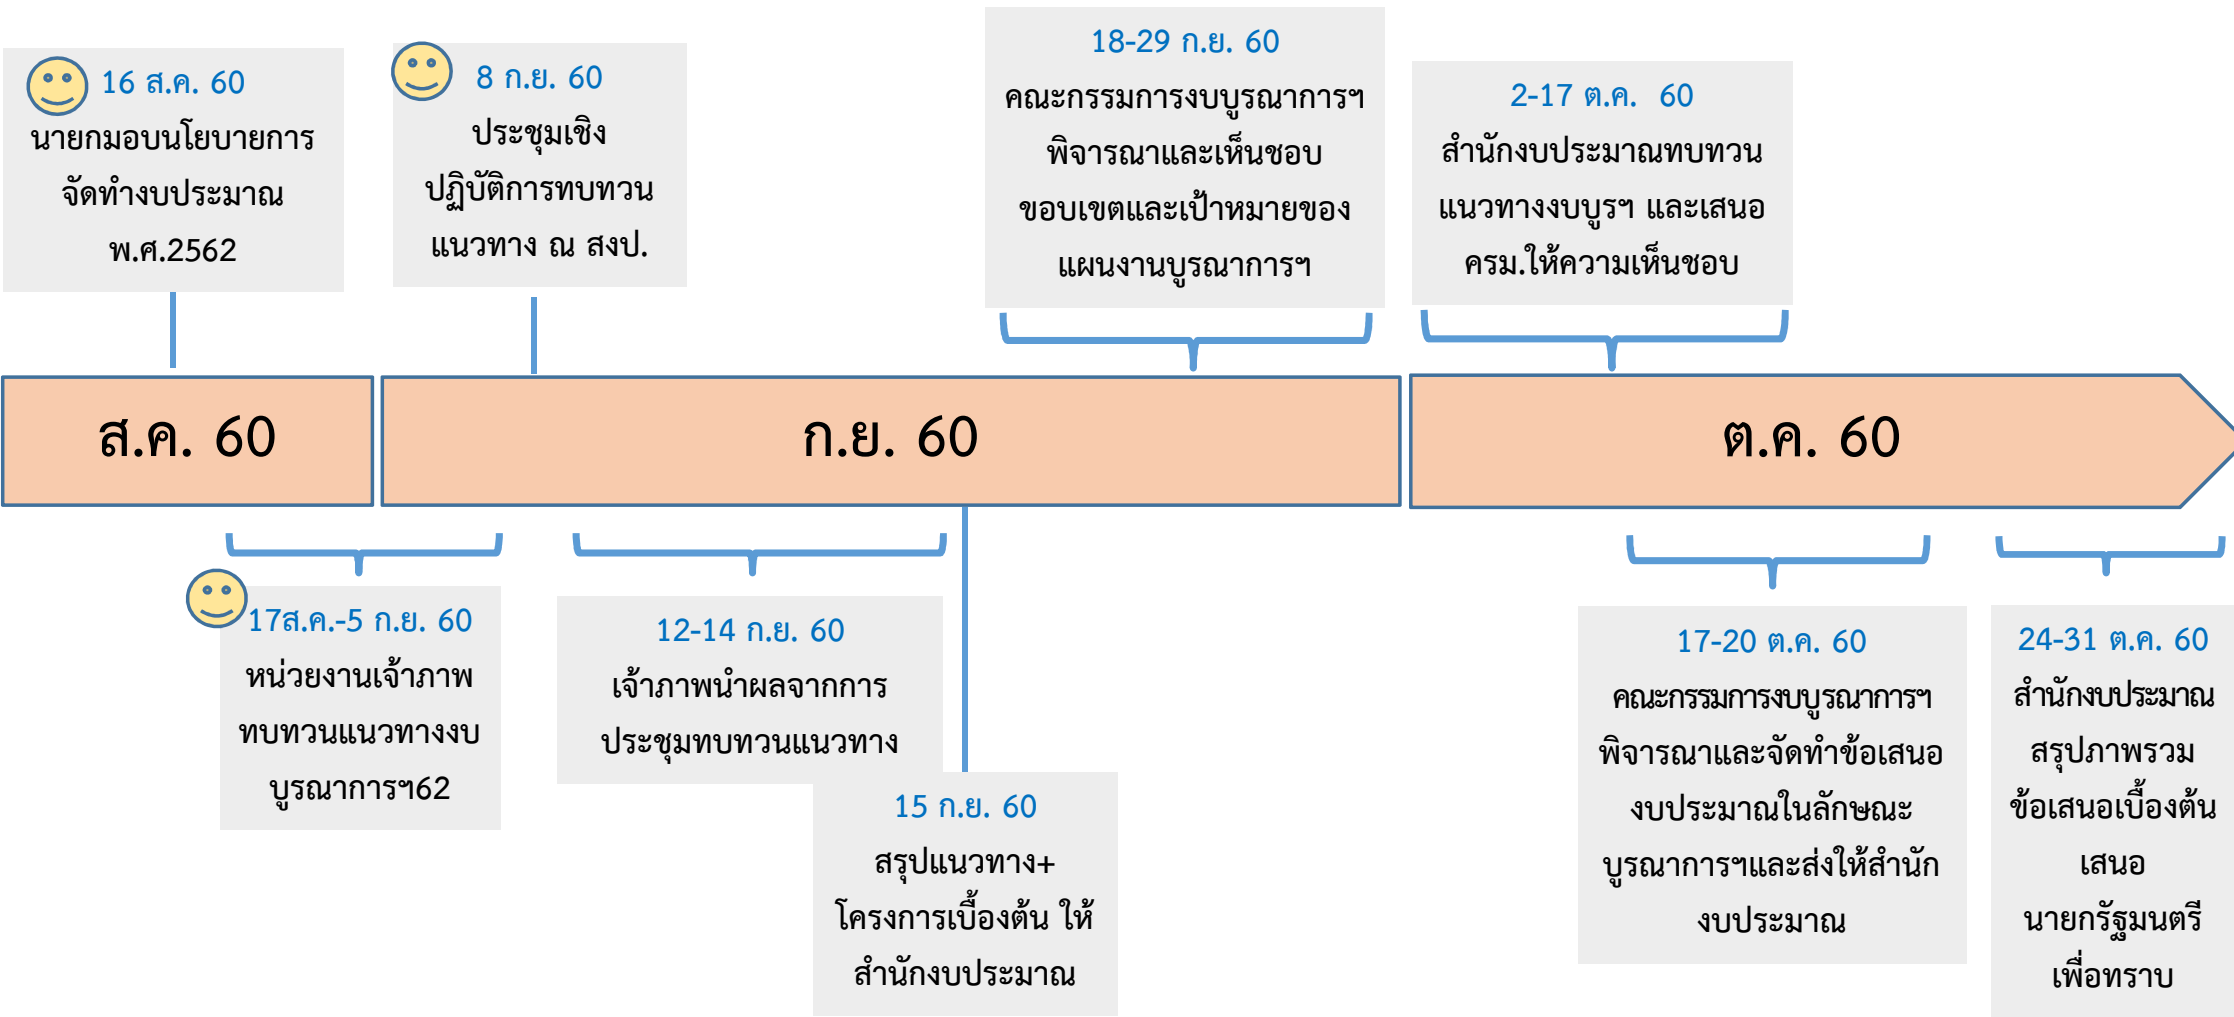 16 ส.ค. 60
นายกมอบนโยบายการ
จัดทำงบประมาณ
พ.ศ.2562
8 ก.ย. 60
ประชุมเชิง
ปฏิบัติการทบทวน
แนวทาง ณ สงป.
18-29 ก.ย. 60
คณะกรรมการงบบูรณาการฯ
พิจารณาและเห็นชอบ
ขอบเขตและเป้าหมายของ
แผนงานบูรณาการฯ
2-17 ต.ค. 60
สำนักงบประมาณทบทวน
แนวทางงบบูรฯ และเสนอ
ครม.ให้ความเห็นชอบ
ส.ค. 60
ก.ย. 60
ต.ค. 60
17ส.ค.-5 ก.ย. 60
หน่วยงานเจ้าภาพ
ทบทวนแนวทางงบ
บูรณาการฯ62
12-14 ก.ย. 60
เจ้าภาพนำผลจากการ
ประชุมทบทวนแนวทาง
15 ก.ย. 60
สรุปแนวทาง+
โครงการเบื้องต้น ให้
สำนักงบประมาณ
17-20 ต.ค. 60
คณะกรรมการงบบูรณาการฯ
พิจารณาและจัดทำข้อเสนอ
งบประมาณในลักษณะ
บูรณาการฯและส่งให้สำนัก
งบประมาณ
24-31 ต.ค. 60
สำนักงบประมาณ
สรุปภาพรวม
ข้อเสนอเบื้องต้น
เสนอ
นายกรัฐมนตรี
เพื่อทราบ